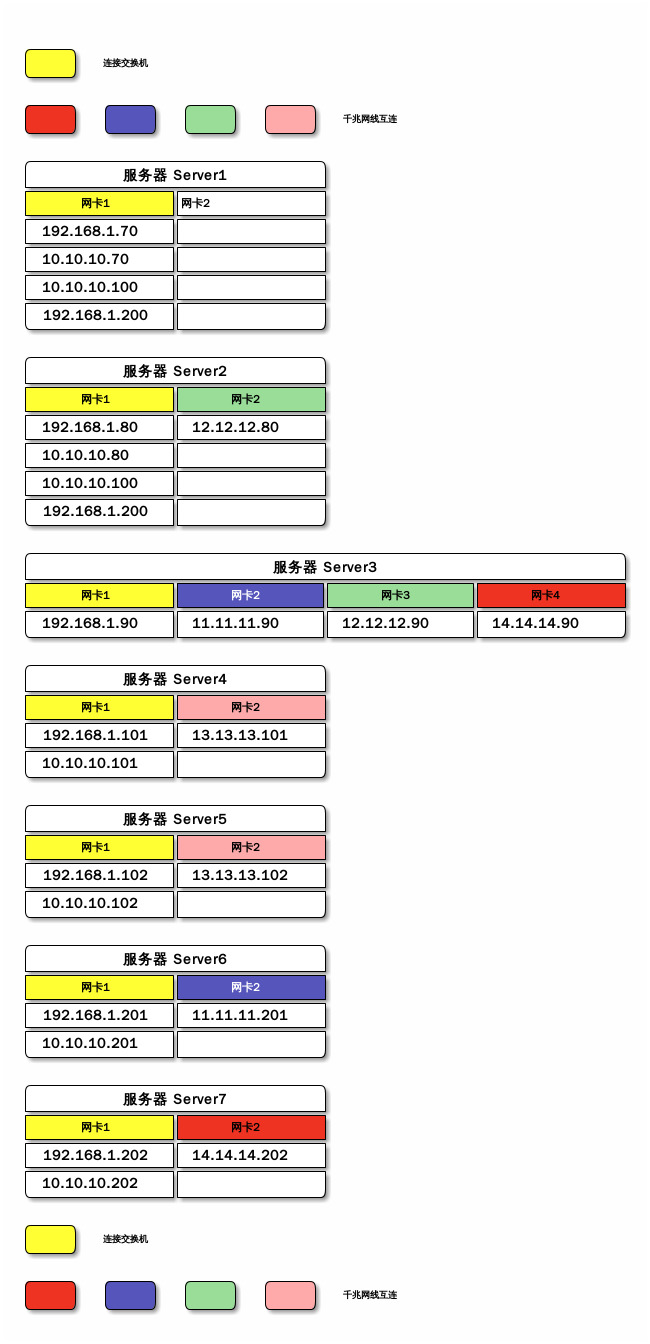 连接交换机
千兆网线互连
服务器 Server1
网卡1 网卡2
192.168.1.70
10.10.10.70
10.10.10.100
192.168.1.200
服务器 Server2
网卡1 网卡2
192.168.1.80 12.12.12.80
10.10.10.80
10.10.10.100
192.168.1.200
服务器 Server3
网卡1 网卡2 网卡3 网卡4
192.168.1.90 11.11.11.90 12.12.12.90 14.14.14.90
服务器 Server4
网卡1 网卡2
192.168.1.101 13.13.13.101
10.10.10.101
服务器 Server5
网卡1 网卡2
192.168.1.102 13.13.13.102
10.10.10.102
服务器 Server6
网卡1 网卡2
192.168.1.201 11.11.11.201
10.10.10.201
服务器 Server7
网卡1 网卡2
192.168.1.202 14.14.14.202
10.10.10.202
连接交换机
千兆网线互连